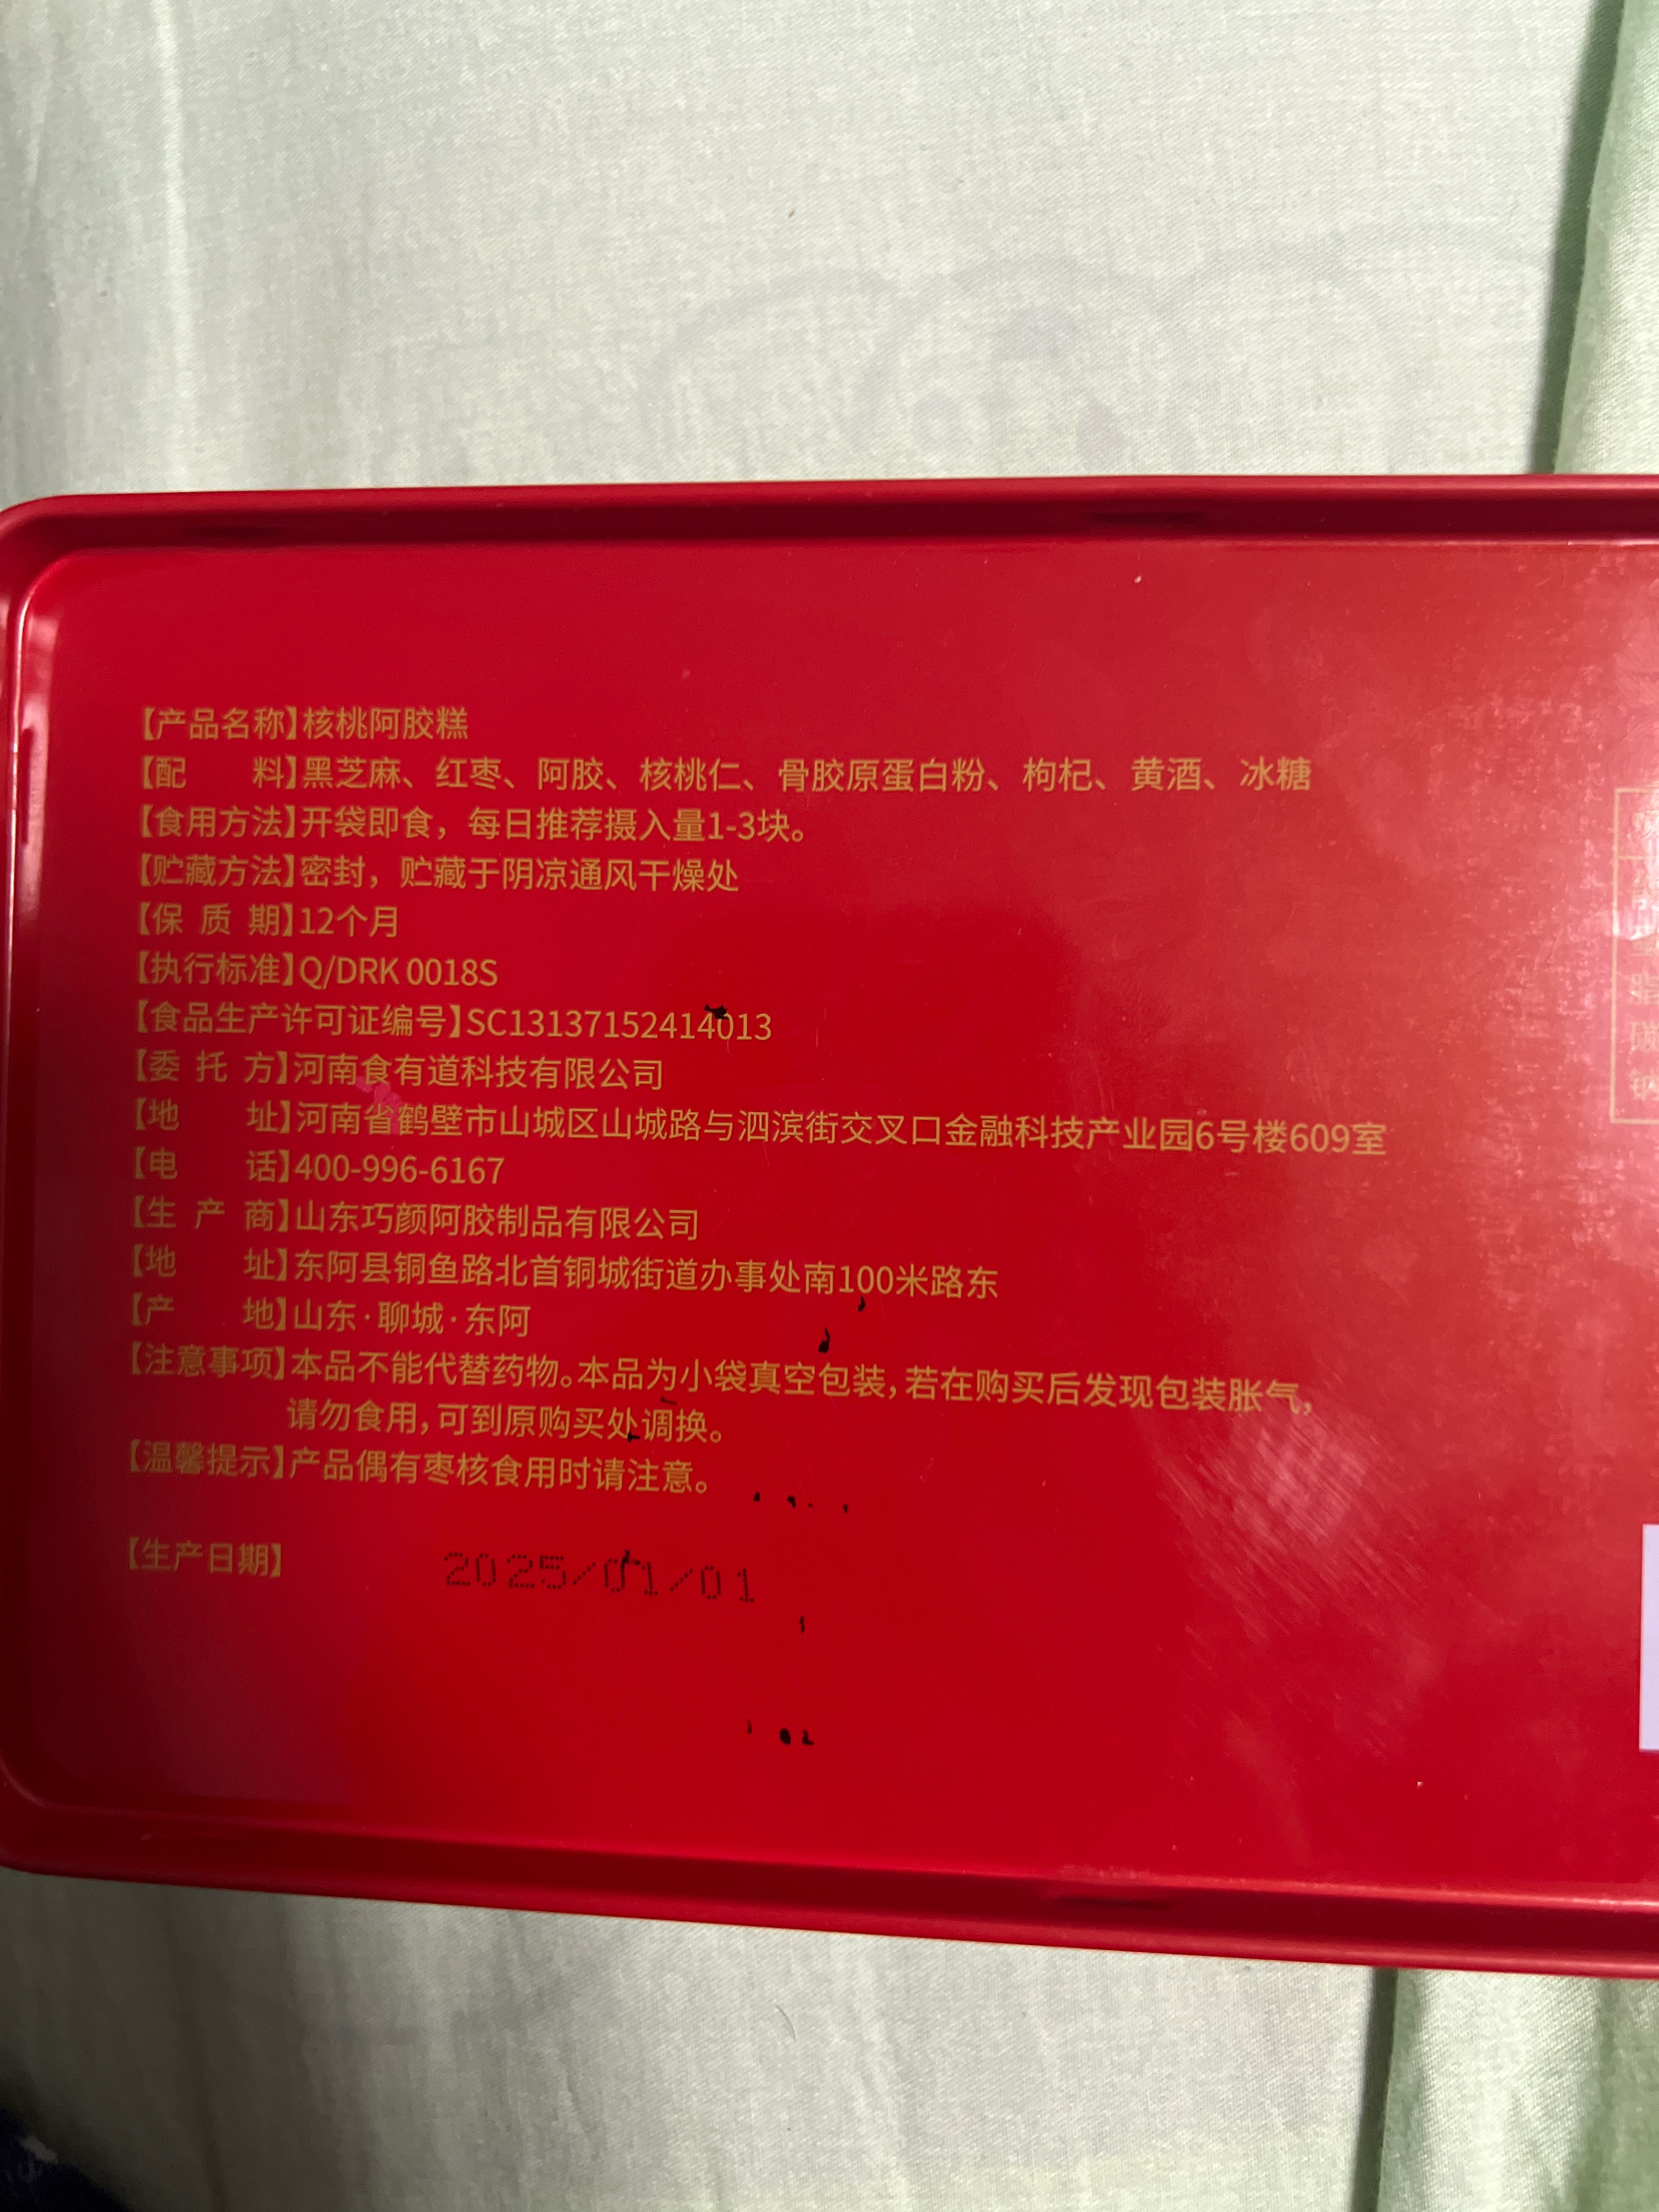 【产品名称】核桃阿胶糕
【配 料】黑芝麻、红枣、阿胶、核桃仁、骨胶原蛋白粉、枸杞、黄酒、冰糖
【食用方法】开袋即食，每日推荐摄入量1-3块。
【贮藏方法】密封，贮藏于阴凉通风干燥处
【保 质 期】12个月
【执行标准】Q/DRK 0018S
【食品生产许可证编号】SC13137152414013
【委 托 方】河南食有道科技有限公司
【地 址】河南省鹤壁市山城区山城路与泗滨街交叉口金融科技产业园6号楼609室
【电 话】400-996-6167
【生 产 商】山东巧颜阿胶制品有限公司
【地 址】东阿县铜鱼路北首铜城街道办事处南100米路东
【产 地】山东·聊城·东阿
【注意事项】本品不能代替药物。本品为小袋真空包装，若在购买后发现包装胀气，
请勿食用，可到原购买处调换。
【温馨提示】产品偶有枣核食用时请注意。
【生产日期】 2025/01/01
脂
碳
钠